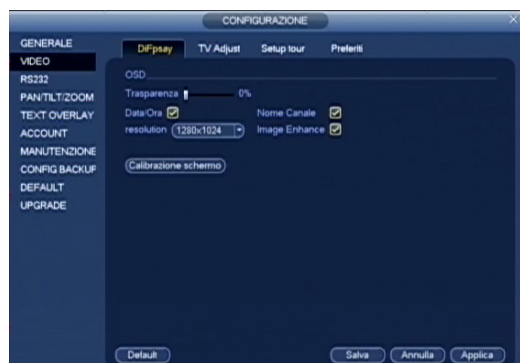 CONFIGURAZIONE
GENERALE
VIDEO
RS232
PAN/TILT/ZOOM
TEXT OVERLAY
ACCOUNT
MANUTENZIONE
CONFIG BACKUP
DEFAULT
UPGRADE
DiFpsay TV Adjust Setup tour Preferiti
OSD
Trasparenza 0%
Data/Ora Nome Canale
resolution 1280x1024 Image Enhance
Calibrazione schermo
Default Salva Annulla Applica